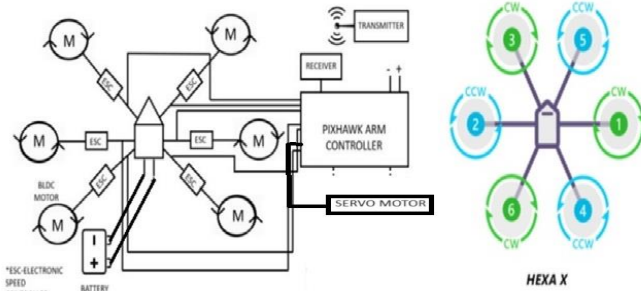 M
M
ESC
ESC
M
ESC
ESC
M
ESC
ESC
M
M
BLDC
MOTOR
- +
*ESC-ELECTRONIC
SPEED
BATTERY
TRANSMITTER
RECEIVER
- +
PIXHAWK ARM
CONTROLLER
SERVO MOTOR
CW
CCW
3
5
CCW
CW
2
1
6
4
CW
CCW
HEXA X